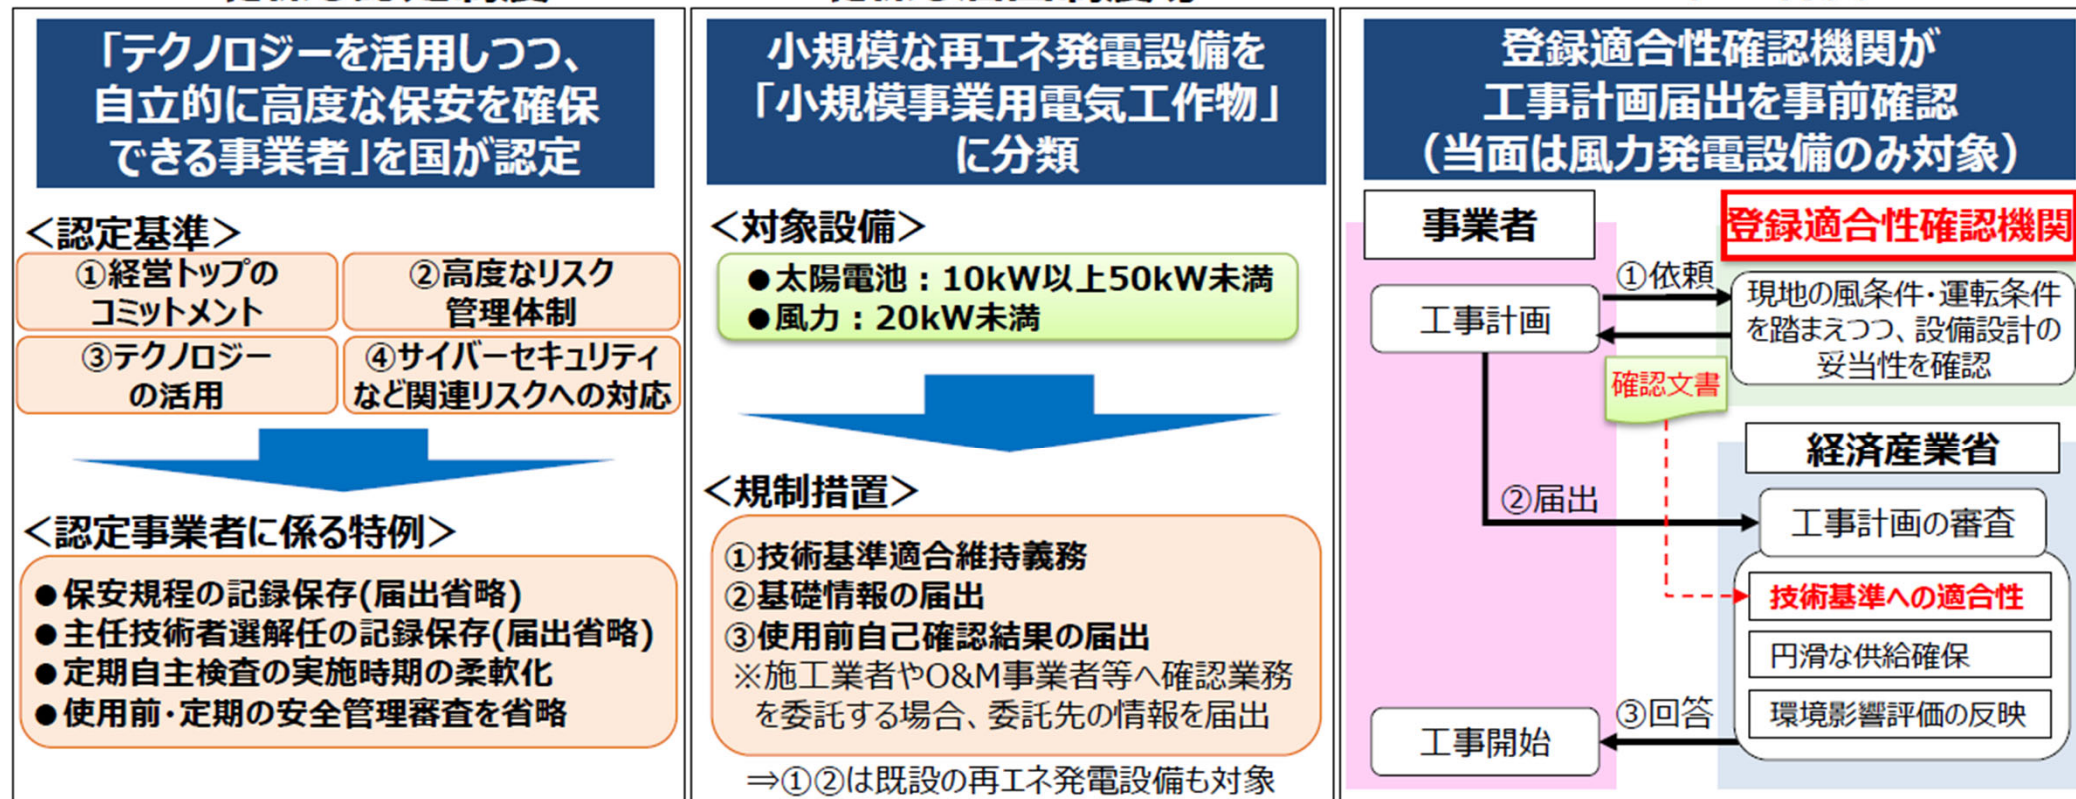 「テクノロジーを活用しつつ、
自立的に高度な保安を確保
できる事業者」を国が認定
＜認定基準＞
①経営トップの
コミットメント
②高度なリスク
管理体制
③テクノロジー
の活用
④サイバーセキュリティ
など関連リスクへの対応
＜認定事業者に係る特例＞
●保安規程の記録保存(届出省略)
●主任技術者選解任の記録保存(届出省略)
●定期自主検査の実施時期の柔軟化
●使用前・定期の安全管理審査を省略
小規模な再エネ発電設備を
「小規模事業用電気工作物」
に分類
＜対象設備＞
●太陽電池：10kW以上50kW未満
●風力：20kW未満
＜規制措置＞
①技術基準適合維持義務
②基礎情報の届出
③使用前自己確認結果の届出
※施工業者やO&M事業者等へ確認業務
を委託する場合、委託先の情報を届出
⇒①②は既設の再エネ発電設備も対象
登録適合性確認機関が
工事計画届出を事前確認
（当面は風力発電設備のみ対象）
事業者
登録適合性確認機関
①依頼
工事計画
現地の風条件・運転条件
を踏まえつつ、設備設計の
妥当性を確認
確認文書
経済産業省
②届出
工事計画の審査
技術基準への適合性
円滑な供給確保
環境影響評価の反映
③回答
工事開始